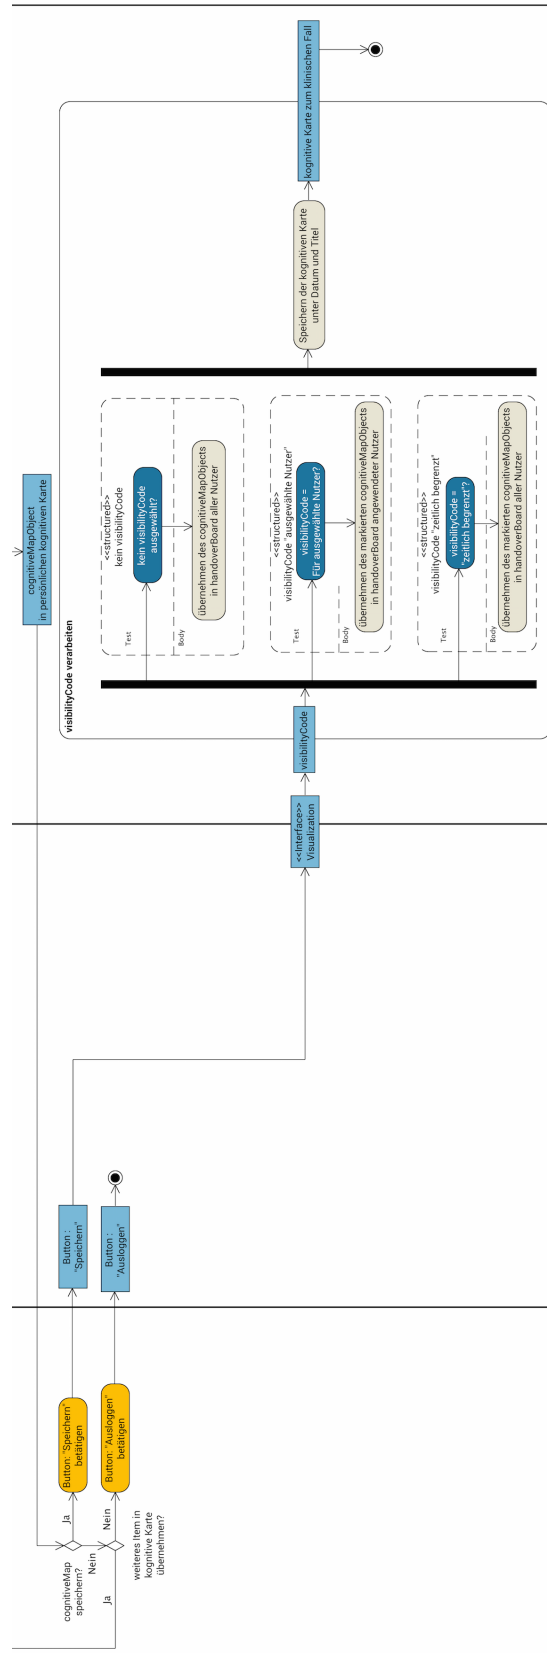 cognitiveMapObject
in persönlichen kognitiven Karte
visibilityCode verarbeiten
kognitive Karte zum klinischen Fall
Speichern der kognitiven Karte
unter Datum und Titel
<<structured>>
kein visibilityCode
kein visibilityCode
ausgewählt?
übernehmen des cognitiveMapObjects
in handoverBoard aller Nutzer
Test
Body
<<structured>>
visibilityCode "ausgewählte Nutzer"
visibilityCode =
Für ausgewählte Nutzer?
übernehmen des markierten cognitiveMapObjects
in handoverBoard angewendeter Nutzer
Test
Body
<<structured>>
visibilityCode "zeitlich begrenzt"
visibilityCode =
"zeitlich begrenzt"?
übernehmen des markierten cognitiveMapObjects
in handoverBoard aller Nutzer
Test
Body
visibilityCode
<<Interface>>
Visualization
Button :
"Speichern"
Button :
"Ausloggen"
Button: "Speichern"
betätigen
Button: "Ausloggen"
betätigen
Ja
Nein
Nein
Ja
cognitiveMap
speichern?
weiteres Item in
kognitive Karte
übernehmen?